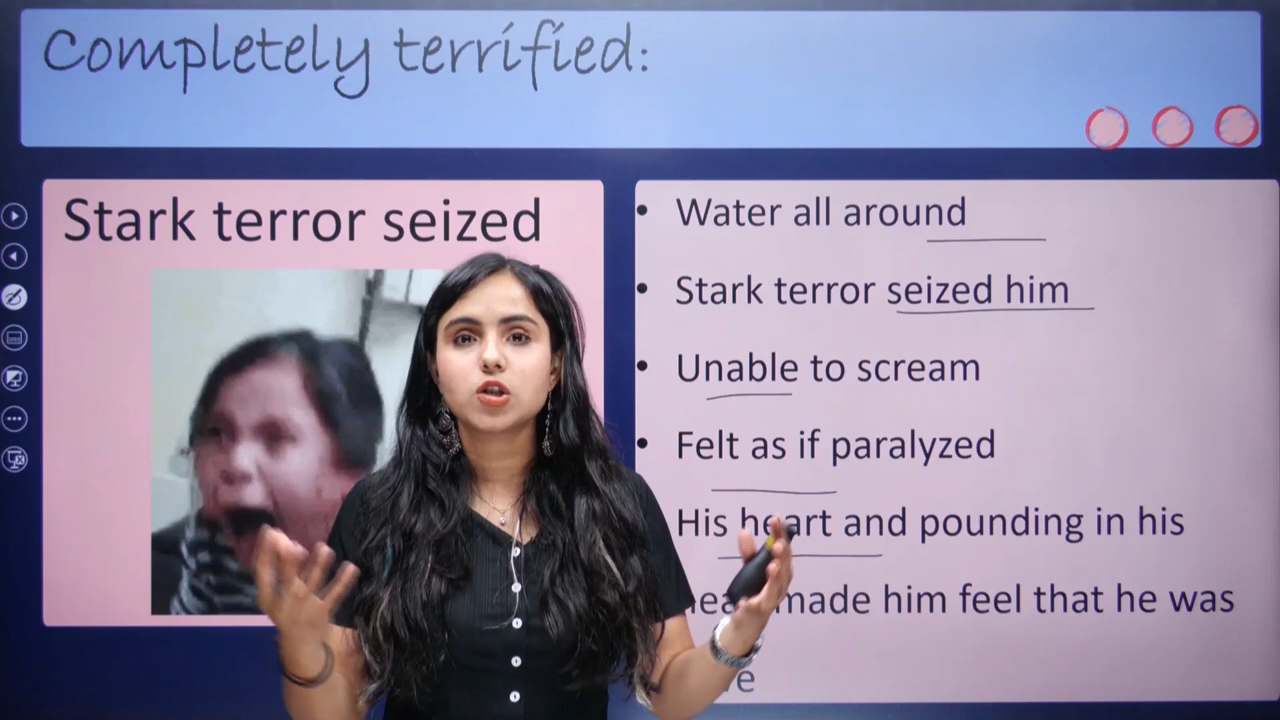 Completely terrified:
Stark terror seized
• Water all around
• Stark terror seized him
• Unable to scream
• Felt as if paralyzed
His heart and pounding in his
made him feel that he was